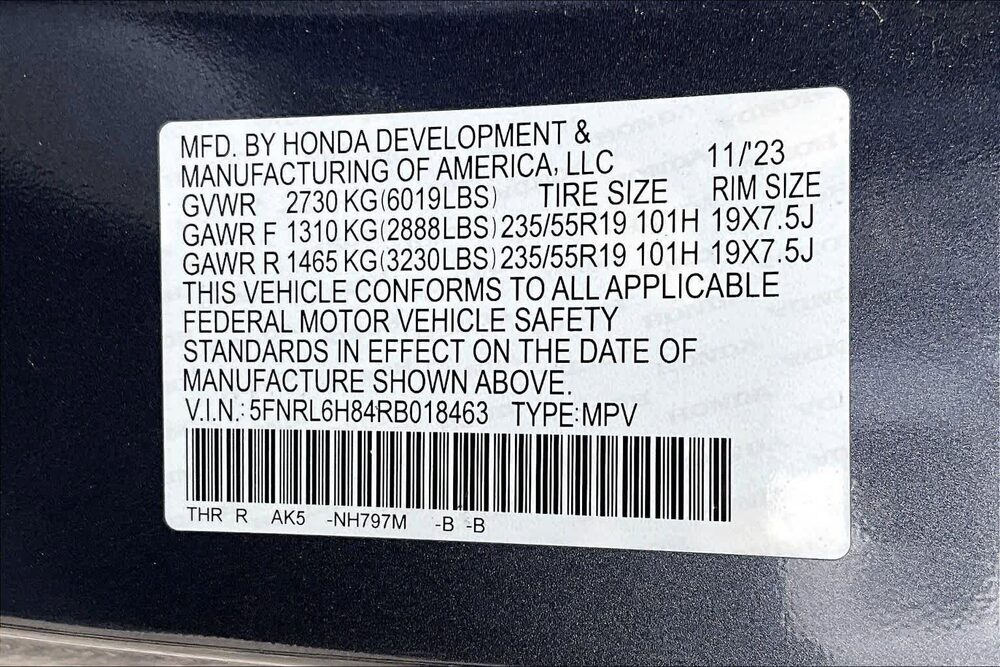 MFD. BY HONDA DEVELOPMENT &
MANUFACTURING OF AMERICA, LLC 11/'23
GVWR 2730 KG(6019LBS) TIRE SIZE RIM SIZE
GAWR F 1310 KG(2888LBS) 235/55R19 101H 19X7.5J
GAWR R 1465 KG(3230LBS) 235/55R19 101H 19X7.5J
THIS VEHICLE CONFORMS TO ALL APPLICABLE
FEDERAL MOTOR VEHICLE SAFETY
STANDARDS IN EFFECT ON THE DATE OF
MANUFACTURE SHOWN ABOVE.
V.I.N.: 5FNRL6H84RB018463 TYPE:MPV
THR R AK5 -NH797M -B -B